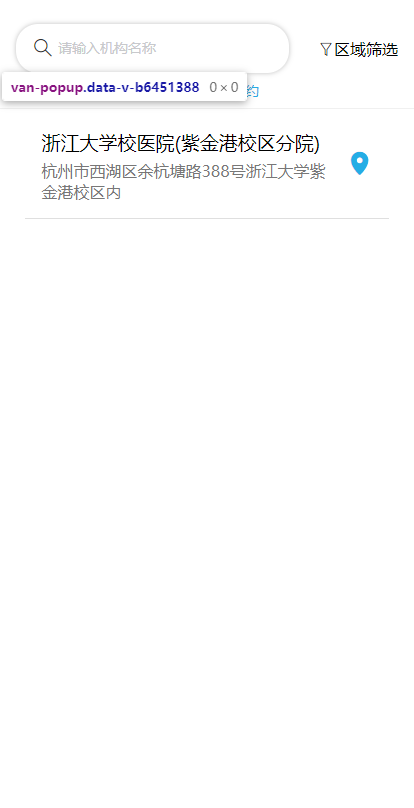 请输入机构名称
区域筛选
van-popup.data-v-b6451388 0 × 0
约
浙江大学校医院(紫金港校区分院)
杭州市西湖区余杭塘路388号浙江大学紫
金港校区内